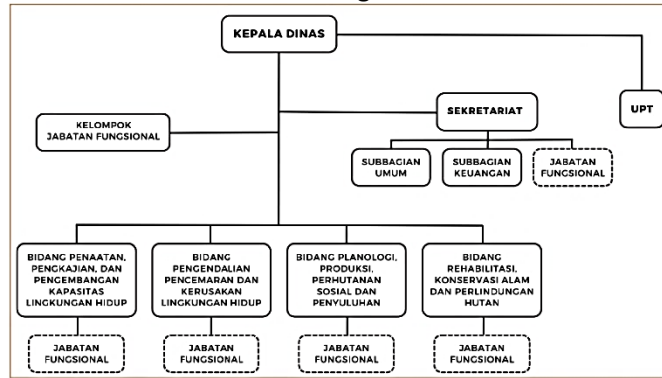 KEPALA DINAS
UPT
SEKRETARIAT
KELOMPOK
JABATAN FUNGSIONAL
SUBBAGIAN
UMUM
SUBBAGIAN
KEUANGAN
JABATAN
FUNGSIONAL
BIDANG PENAATAN,
PENGKAJIAN, DAN
PENGEMBANGAN
KAPASITAS
LINGKUNGAN HIDUP
BIDANG
PENGENDALIAN
PENCEMARAN DAN
KERUSAKAN
LINGKUNGAN HIDUP
BIDANG PLANOLOGI,
PRODUKSI,
PERHUTANAN
SOSIAL DAN
PENYULUHAN
BIDANG
REHABILITASI,
KONSERVASI ALAM
DAN PERLINDUNGAN
HUTAN
JABATAN
FUNGSIONAL
JABATAN
FUNGSIONAL
JABATAN
FUNGSIONAL
JABATAN
FUNGSIONAL